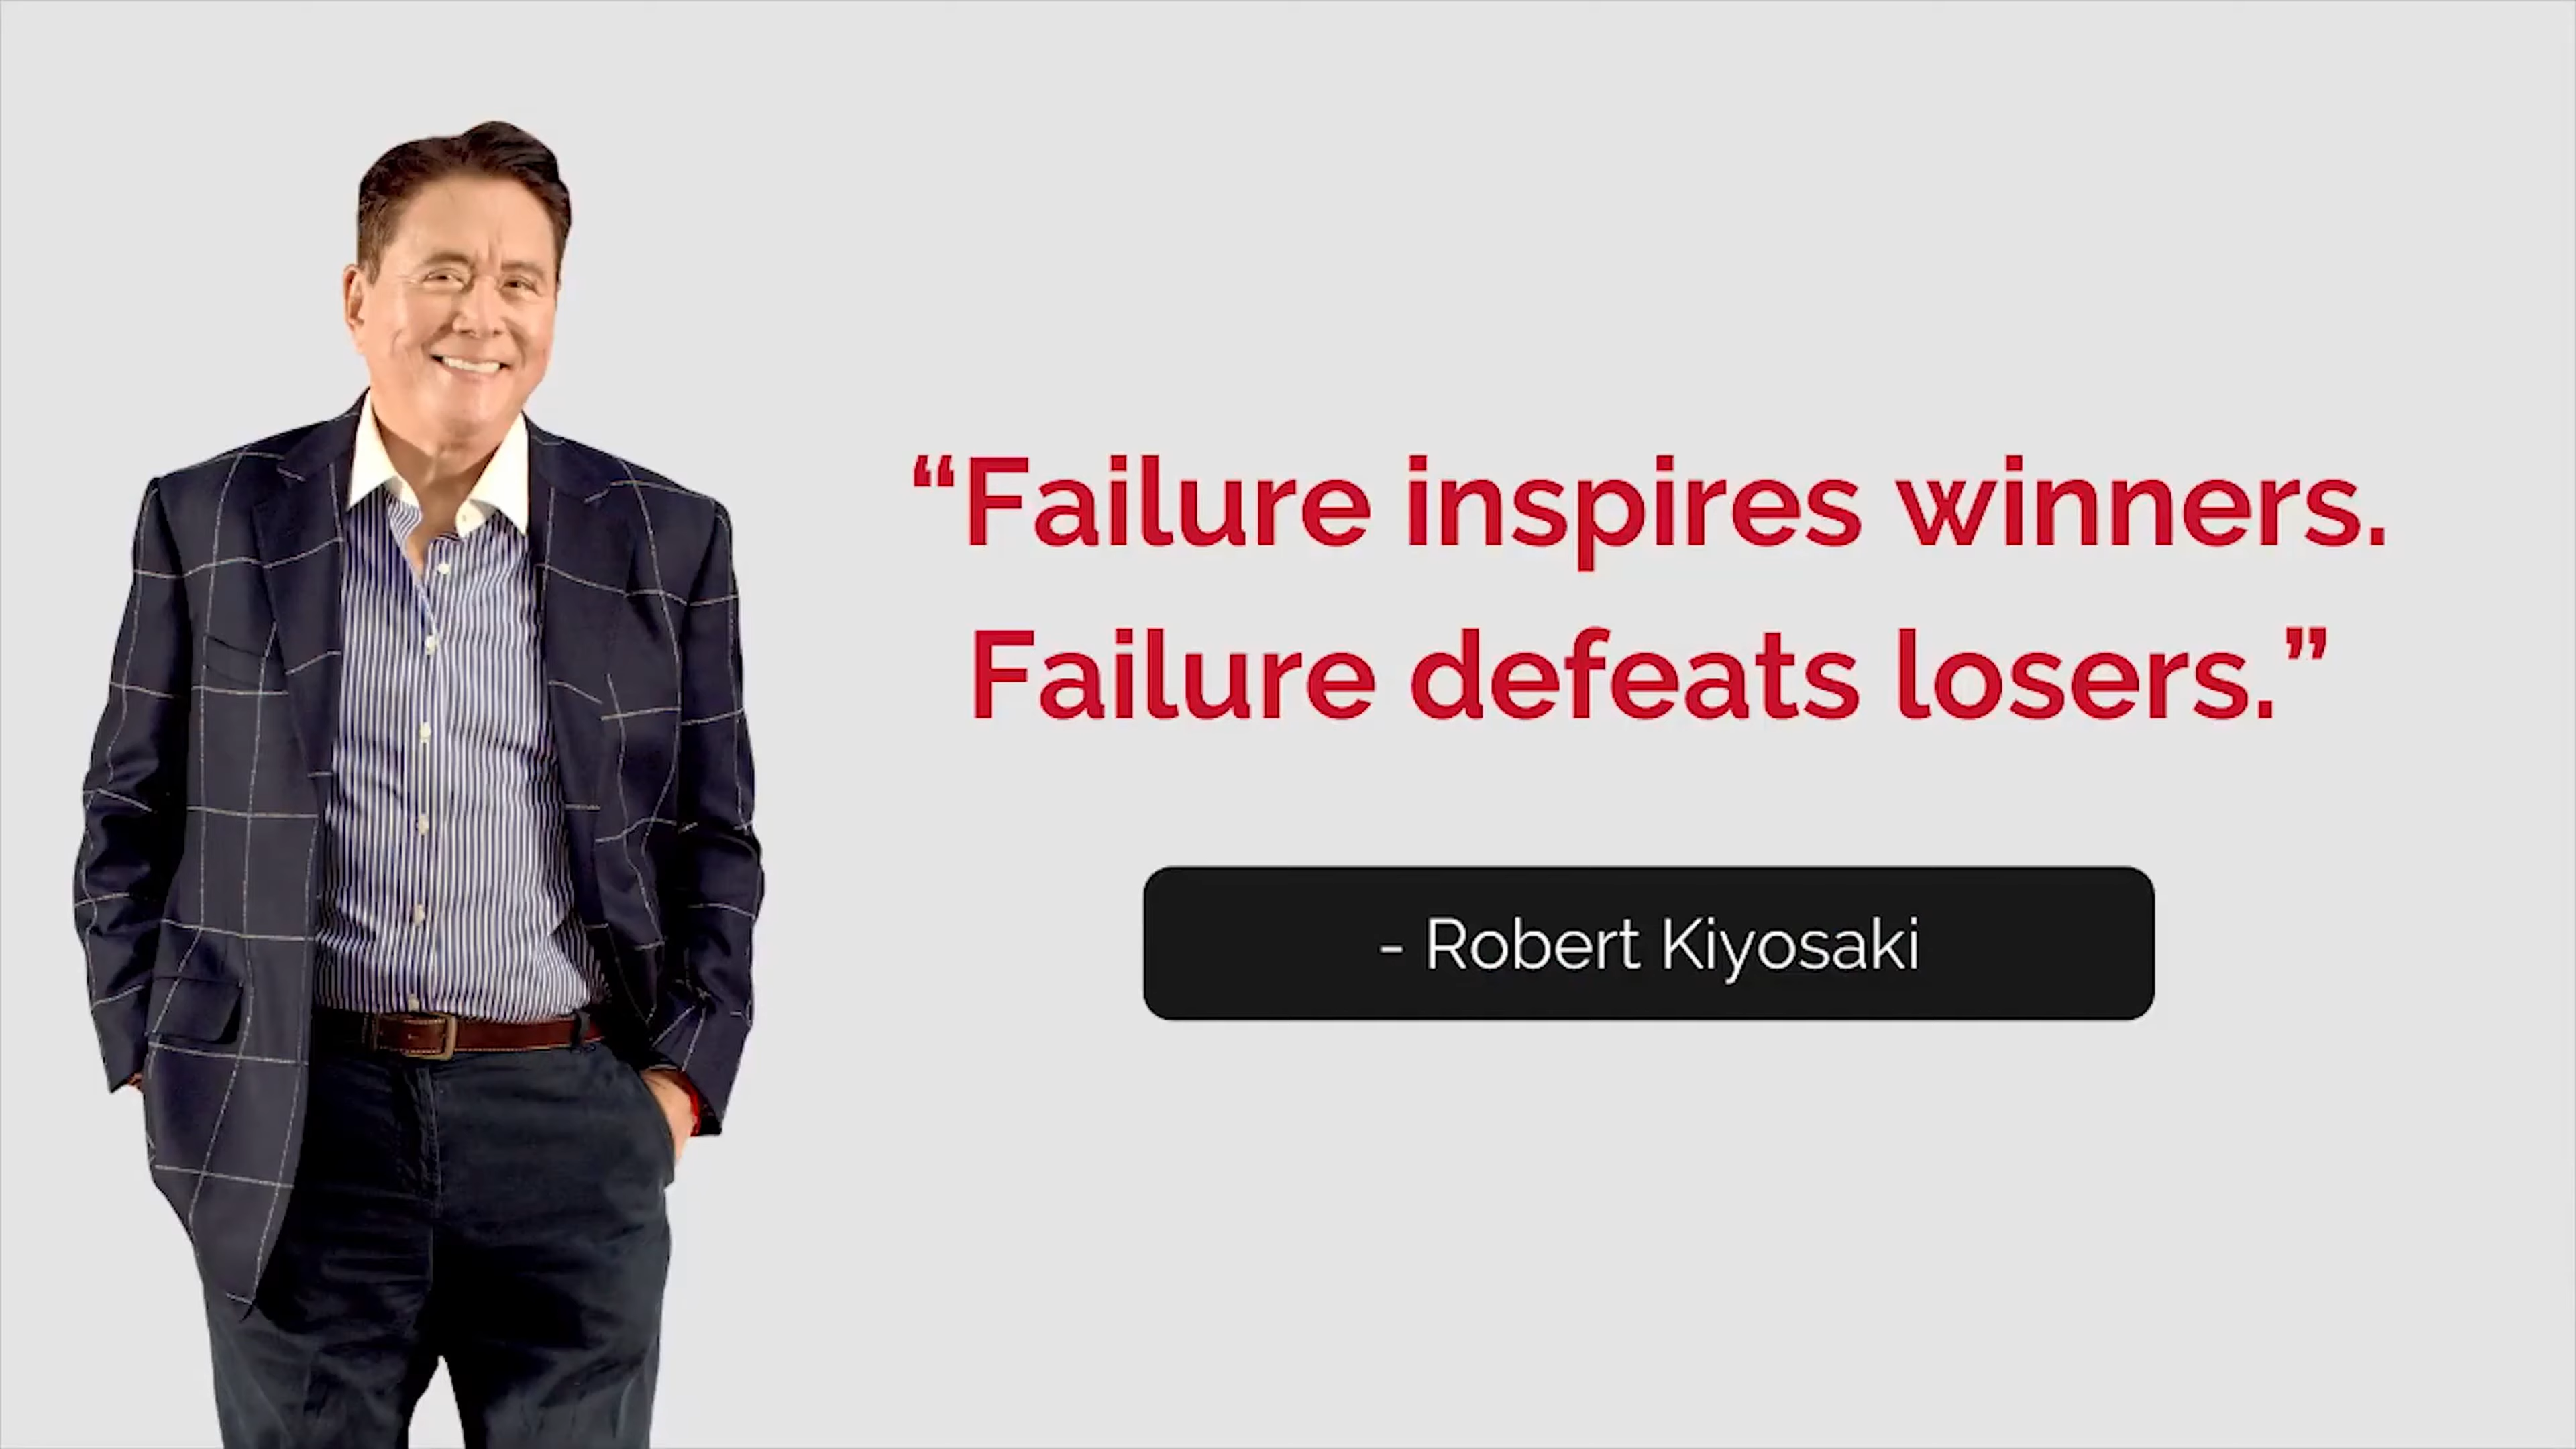 “Failure inspires winners.
Failure defeats losers.”
- Robert Kiyosaki